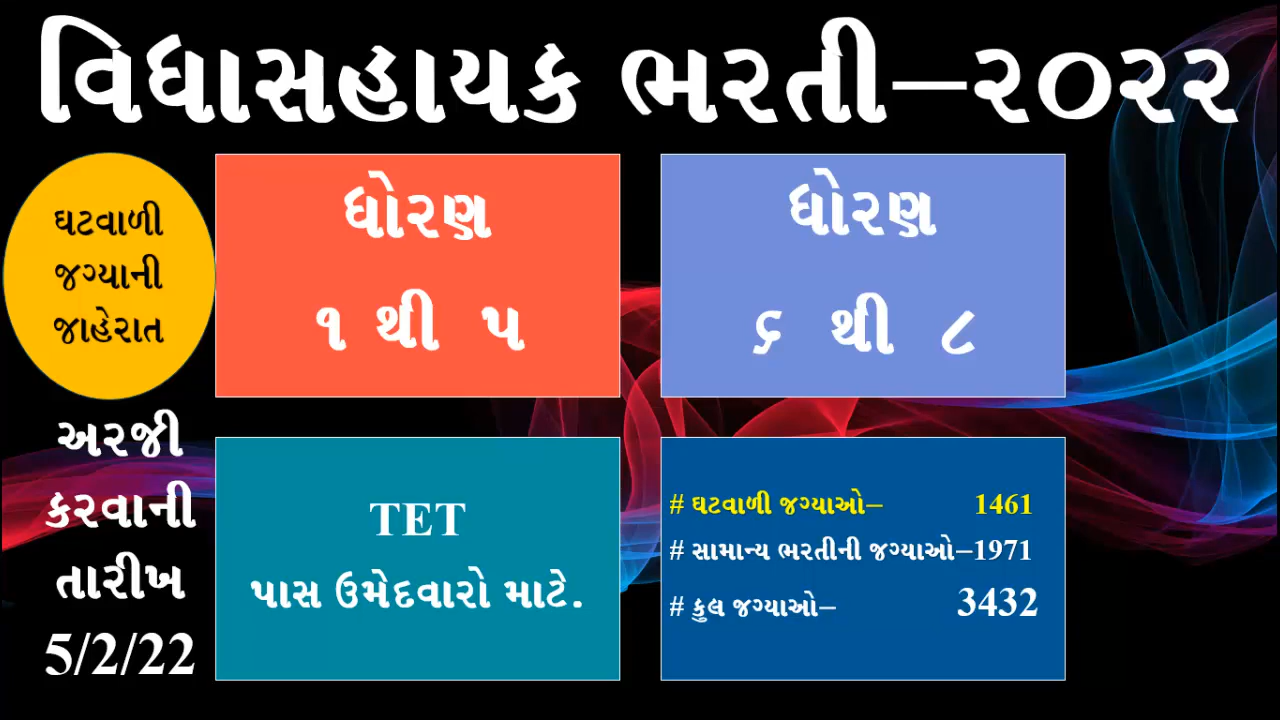 વિધાસહાયક ભરતી–૨૦૨૨
ઘટવાળી
જગ્યાની
જાહેરાત
ધોરણ
૧ થી ૫
ધોરણ
૬ થી ૮
અરજી
કરવાની
તારીખ
5/2/22
TET
પાસ ઉમેદવારો માટે.
# ઘટવાળી જગ્યાઓ– 1461
# સામાન્ય ભરતીની જગ્યાઓ–1971
# કુલ જગ્યાઓ– 3432